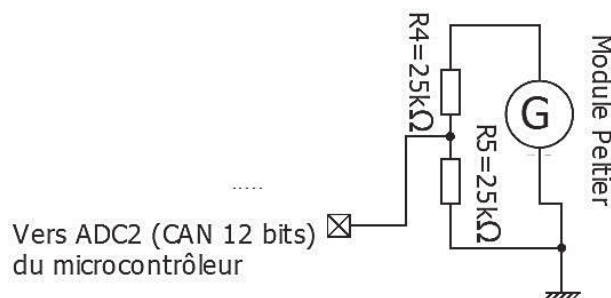 R4=25kΩ
R5=25kΩ
G
Module Peltier
.....
Vers ADC2 (CAN 12 bits)
du microcontrôleur